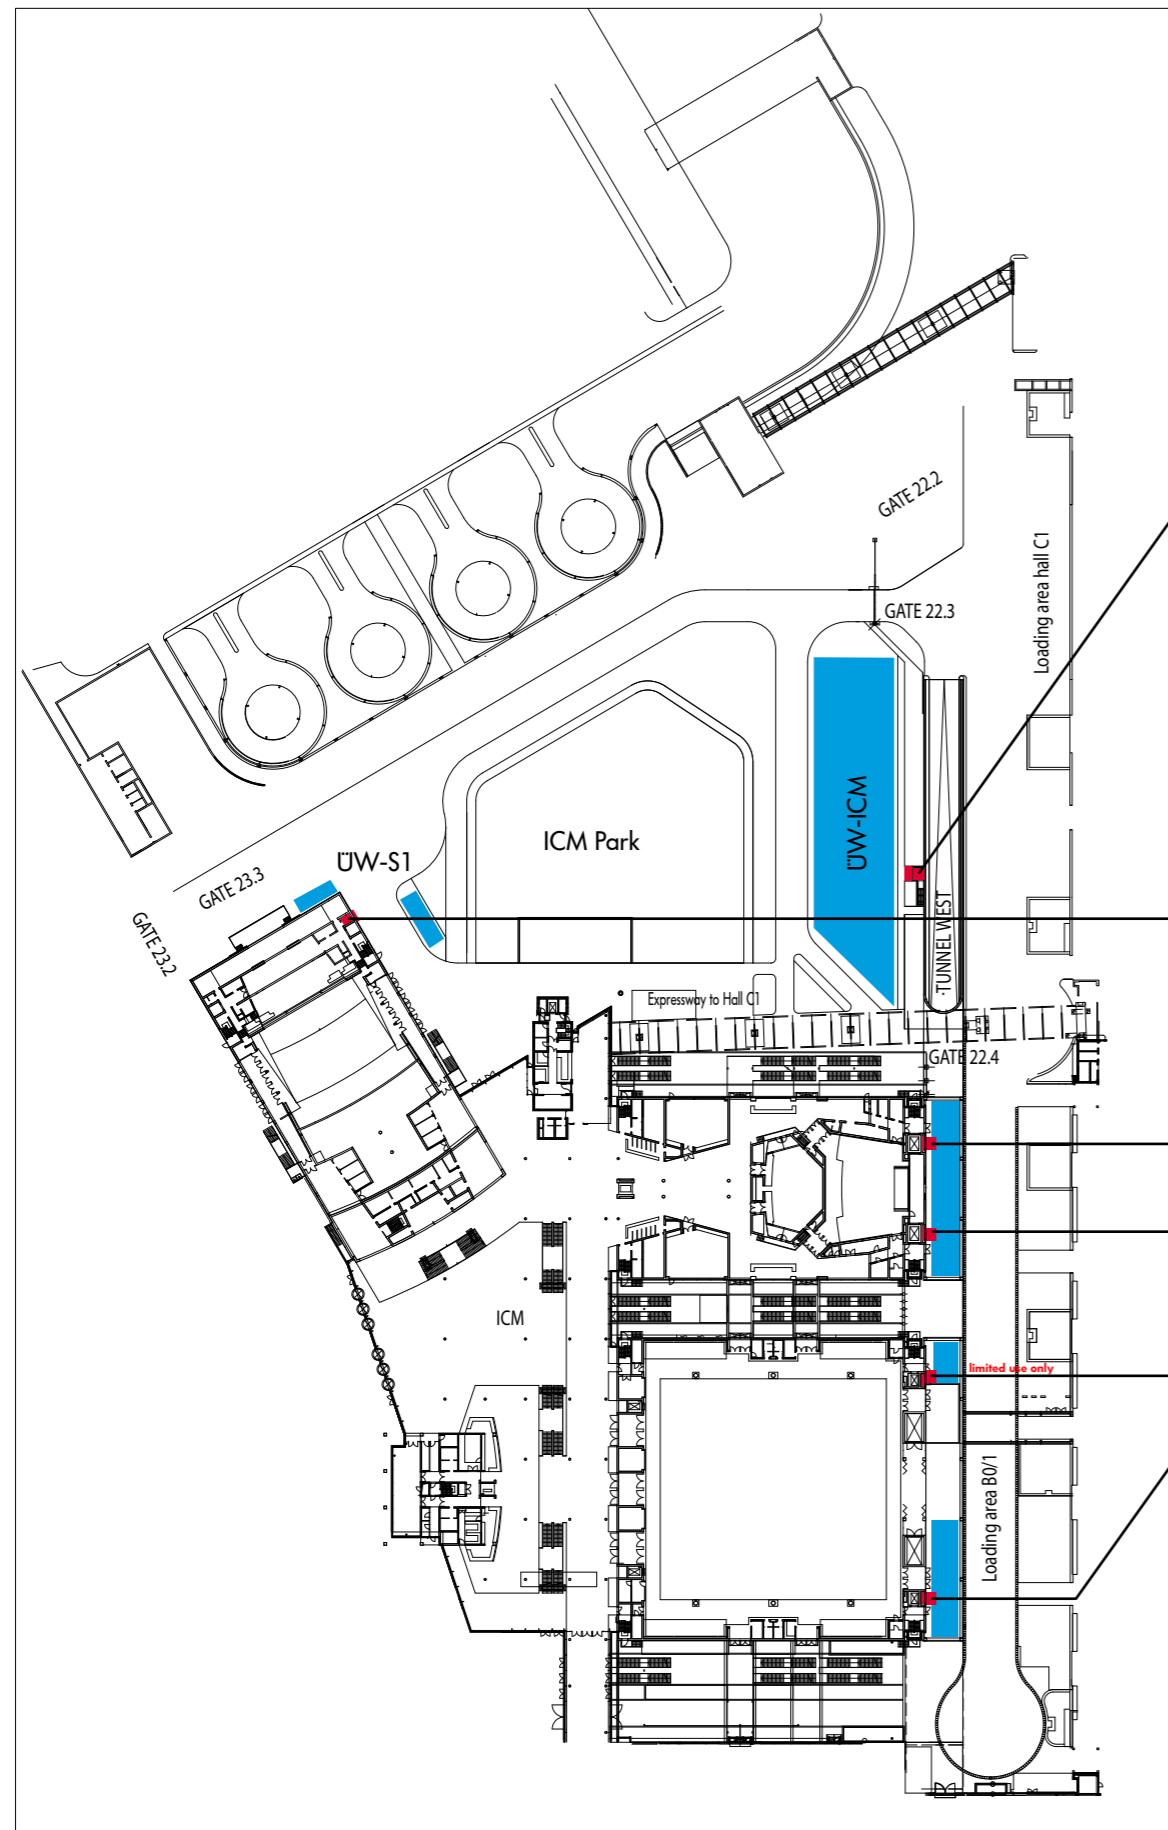 GATE 22.2
Loading area hall C1
GATE 22.3
ÜW-ICM
ICM Park
ÜW-S1
GATE 23.3
GATE 23.2
TUNNEL WEST
Expressway to Hall C1
GATE 22.4
ICM
limited use only
Loading area B0/1